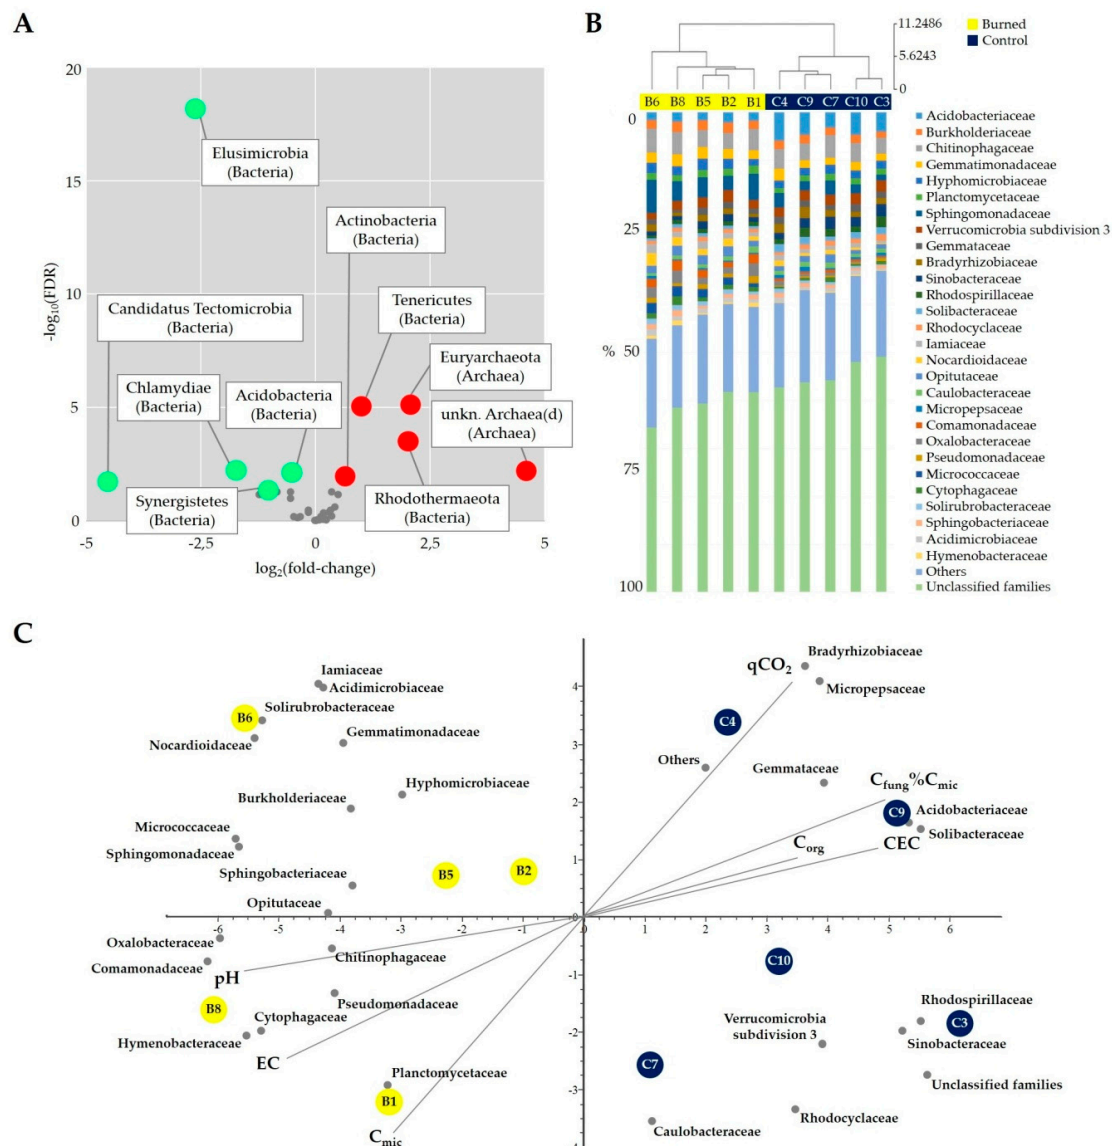 A
20
15
10
5
0
-5
-2,5
0
2,5
5
-log10(FDR)
log2(fold-change)
Elusimicrobia
(Bacteria)
Actinobacteria
(Bacteria)
Candidatus Tectomicrobia
(Bacteria)
Tenericutes
(Bacteria)
Euryarchaeota
(Archaea)
Chlamydiae
(Bacteria)
Acidobacteria
(Bacteria)
unkn. Archaea(d)
(Archaea)
Synergistetes
(Bacteria)
Rhodothermaeota
(Bacteria)
B
11.2486
5.6243
0
Burned
Control
B6 B8 B5 B2 B1 C4 C9 C7 C10 C3
0
25
% 50
75
100
Acidobacteriaceae
Burkholderiaceae
Chitinophagaceae
Gemmatimonadaceae
Hyphomicrobiaceae
Planctomycetaceae
Sphingomonadaceae
Verrucomicrobia subdivision 3
Gemmataceae
Bradyrhizobiaceae
Sinobacteraceae
Rhodospirillaceae
Solibacteraceae
Rhodocyclaceae
Iamiaceae
Nocardioidaceae
Opitutaceae
Caulobacteraceae
Micropepsaceae
Comamonadaceae
Oxalobacteraceae
Pseudomonadaceae
Micrococcaceae
Cytophagaceae
Solirubrobacteraceae
Sphingobacteriaceae
Acidimicrobiaceae
Hymenobacteraceae
Others
Unclassified families
C
qCO2
Bradyrhizobiaceae
Micropepsaceae
Iamiaceae
Acidimicrobiaceae
Solirubrobacteraceae
B6
Nocardioidaceae
Gemmatimonadaceae
C4
Others
Gemmataceae
Hyphomicrobiaceae
Burkholderiaceae
Cfung%Cmic
C9
Acidobacteriaceae
Solibacteraceae
Micrococcaceae
Sphingomonadaceae
Corg
CEC
Sphingobacteriaceae
B5
B2
Opitutaceae
4
3
2
1
0
-6 -5 -4 -3 -2 -1 1 2 3 4 5 6
Oxalobacteraceae
Comamonadaceae
pH
Chitinophagaceae
-1
C10
B8
Cytophagaceae
Pseudomonadaceae
Hymenobacteraceae
EC
-2
Verrucomicrobia
subdivision 3
Rhodospirillaceae
C3
Sinobacteraceae
C7
Planctomycetaceae
B1
Cmic
-3
Unclassified families
Rhodocyclaceae
Caulobacteraceae